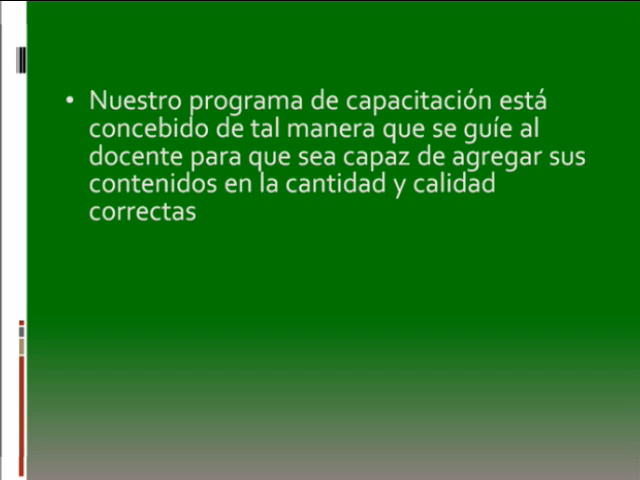 • Nuestro programa de capacitación está
concebido de tal manera que se guíe al
docente para que sea capaz de agregar sus
contenidos en la cantidad y calidad
correctas